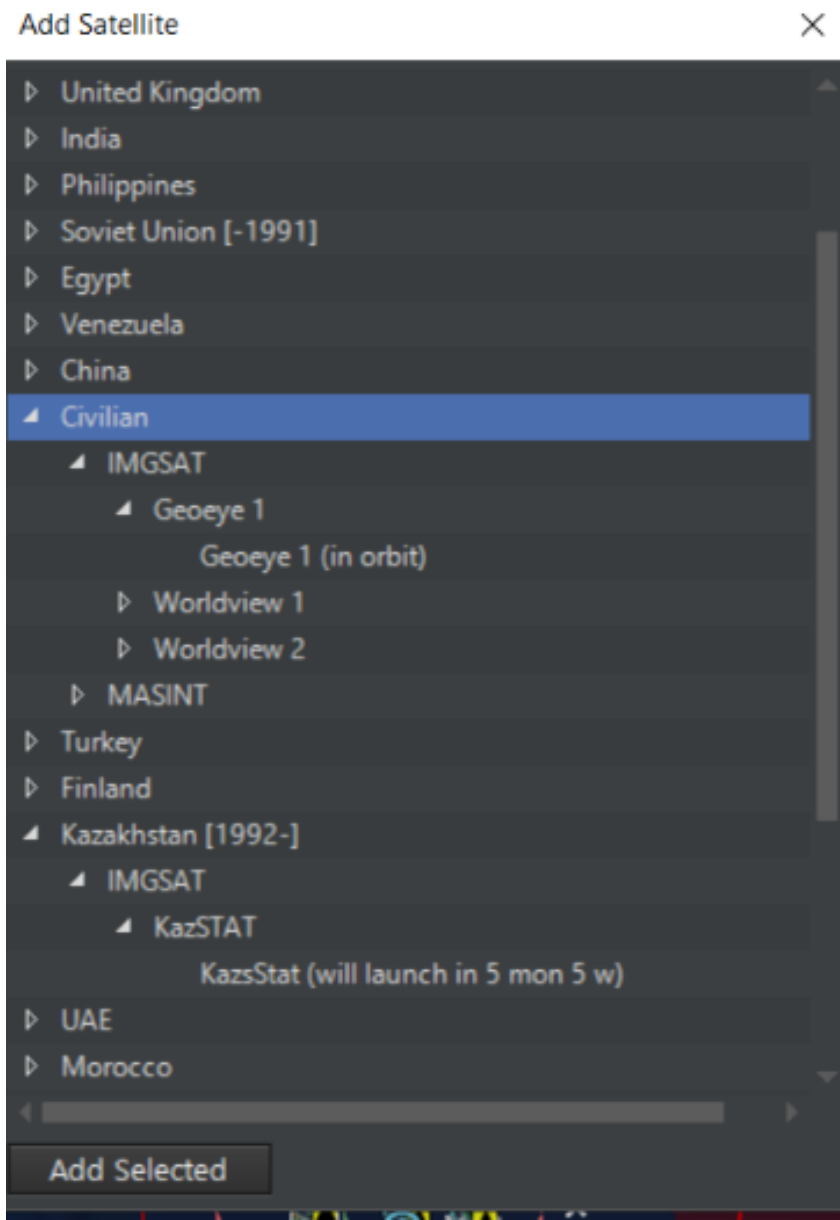 Add Satellite
United Kingdom
India
Philippines
Soviet Union [-1991]
Egypt
Venezuela
China
Civilian
IMGSAT
Geoeye 1
Geoeye 1 (in orbit)
Worldview 1
Worldview 2
MASINT
Turkey
Finland
Kazakhstan [1992-]
IMGSAT
KazSTAT
KazsStat (will launch in 5 mon 5 w)
UAE
Morocco
Add Selected